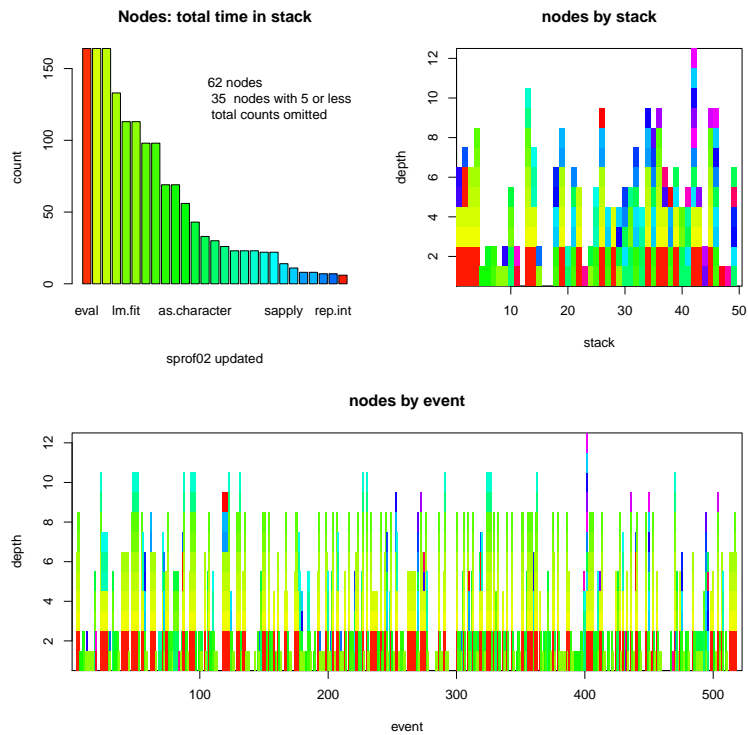 Nodes: total time in stack
62 nodes
35 nodes with 5 or less
total counts omitted
count
0
50
100
150
eval
lm.fit
as.character
sapply
rep.int
sprof02 updated
nodes by stack
depth
2
4
6
8
10
12
10
20
30
40
50
stack
nodes by event
depth
2
4
6
8
10
12
100
200
300
400
500
event